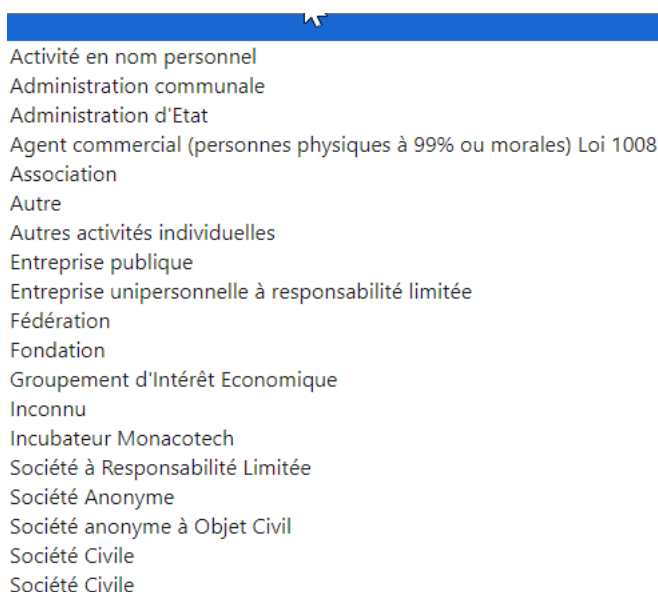 Activité en nom personnel
Administration communale
Administration d'Etat
Agent commercial (personnes physiques à 99% ou morales) Loi 1008
Association
Autre
Autres activités individuelles
Entreprise publique
Entreprise unipersonnelle à responsabilité limitée
Fédération
Fondation
Groupement d'Intérêt Economique
Inconnu
Incubateur Monacotech
Société à Responsabilité Limitée
Société Anonyme
Société anonyme à Objet Civil
Société Civile
Société Civile